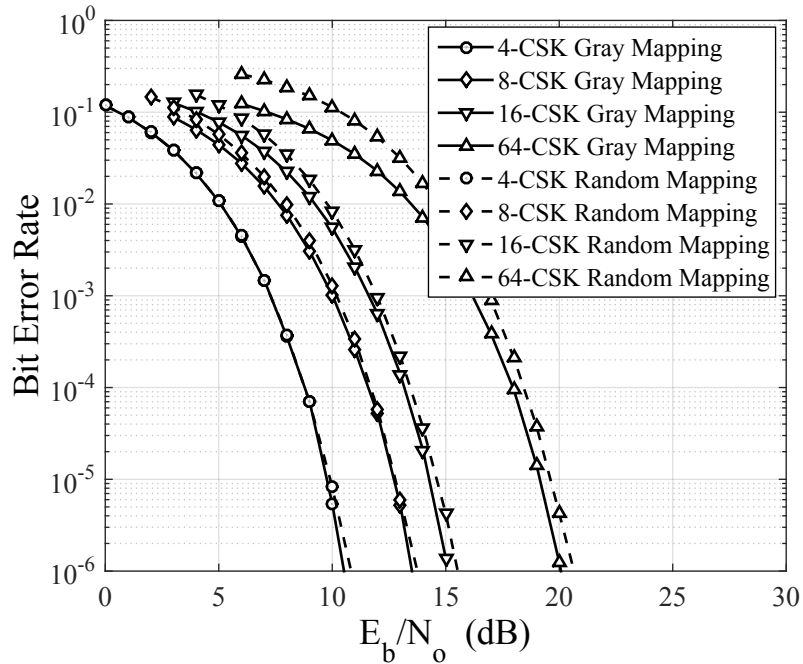 10^0
10^-1
10^-2
10^-3
10^-4
10^-5
10^-6
Bit Error Rate
4-CSK Gray Mapping
8-CSK Gray Mapping
16-CSK Gray Mapping
64-CSK Gray Mapping
4-CSK Random Mapping
8-CSK Random Mapping
16-CSK Random Mapping
64-CSK Random Mapping
0 5 10 15 20 25 30
E_b/N_o (dB)